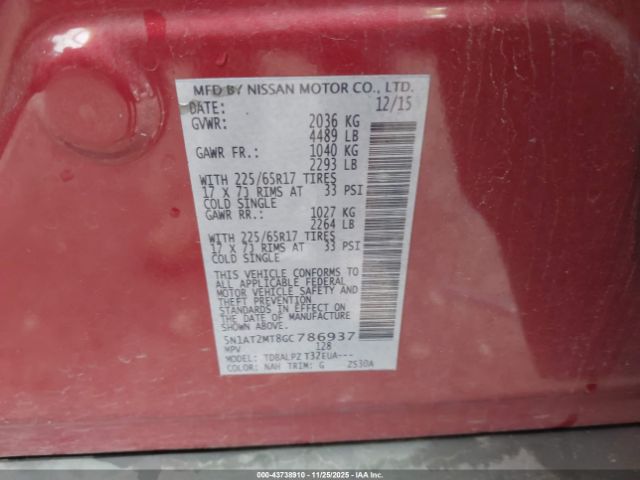 MFD BY NISSAN MOTOR CO., LTD.
DATE: 12/15
GVWR: 2036 KG
4489 LB
GAWR FR.: 1040 KG
2293 LB
WITH 225/65R17 TIRES
17 X 7J RIMS AT 33 PSI
COLD SINGLE
GAWR RR.: 1027 KG
2264 LB
WITH 225/65R17 TIRES
17 X 7J RIMS AT 33 PSI
COLD SINGLE
THIS VEHICLE CONFORMS TO
ALL APPLICABLE FEDERAL
MOTOR VEHICLE SAFETY AND
THEFT PREVENTION
STANDARDS IN EFFECT ON
THE DATE OF MANUFACTURE
SHOWN ABOVE.
5N1AT2MT8GC786937
MPV 128
MODEL: TDBALPZ T32EUA---
COLOR: NAH TRIM: G ZS30A
000-43738910 | 11/25/2025 | © IAA, LLC